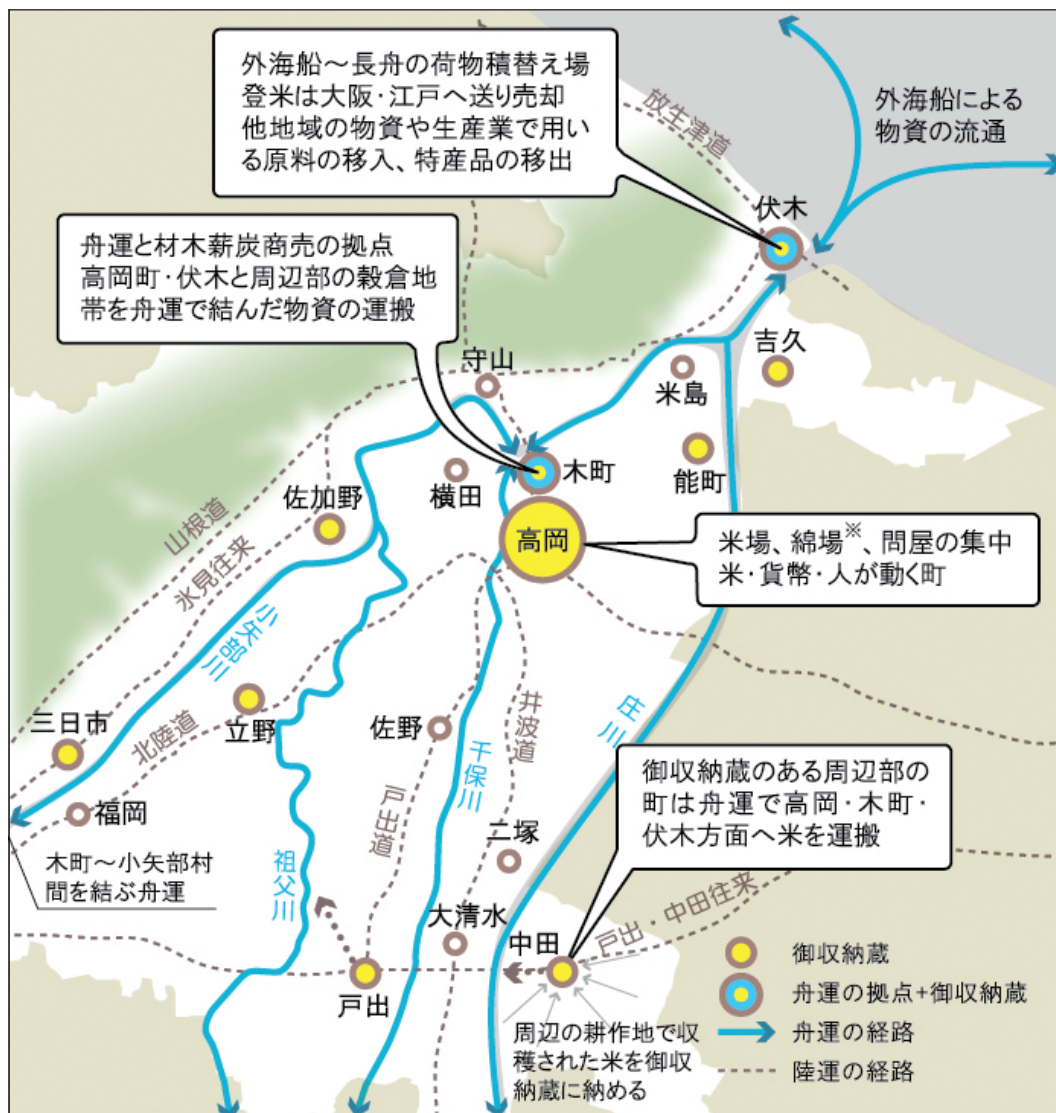 外海船～長舟の荷物積替え場
登米は大阪・江戸へ送り売却
他地域の物資や生産業で用い
る原料の移入、特産品の移出
放生津道
外海船による
物資の流通
伏木
舟運と材木薪炭商売の拠点
高岡町・伏木と周辺部の穀倉地
帯を舟運で結んだ物資の運搬
守山
吉久
米島
木町
能町
横田
佐加野
高岡
米場、綿場※、問屋の集中
米・貨幣・人が動く町
山根道
氷見往来
小矢部川
三日市
北陸道
立野
佐野
千保川
井波道
庄川
福岡
戸出道
二塚
御収納蔵のある周辺部の
町は舟運で高岡・木町・
伏木方面へ米を運搬
木町～小矢部村
間を結ぶ舟運
祖父川
大清水
中田
戸出・中田往来
戸出
周辺の耕作地で収
穫された米を御収
納蔵に納める
御収納蔵
舟運の拠点+御収納蔵
舟運の経路
陸運の経路